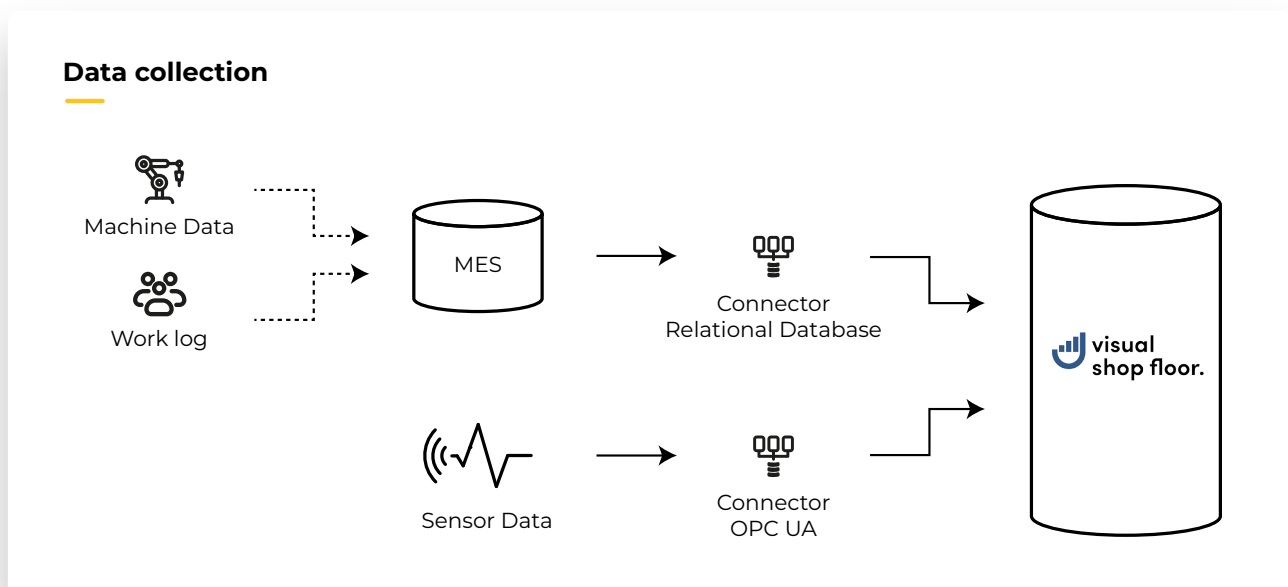 Data collection
Machine Data
Work log
MES
Connector
Relational Database
Sensor Data
Connector
OPC UA
visual
shop floor.